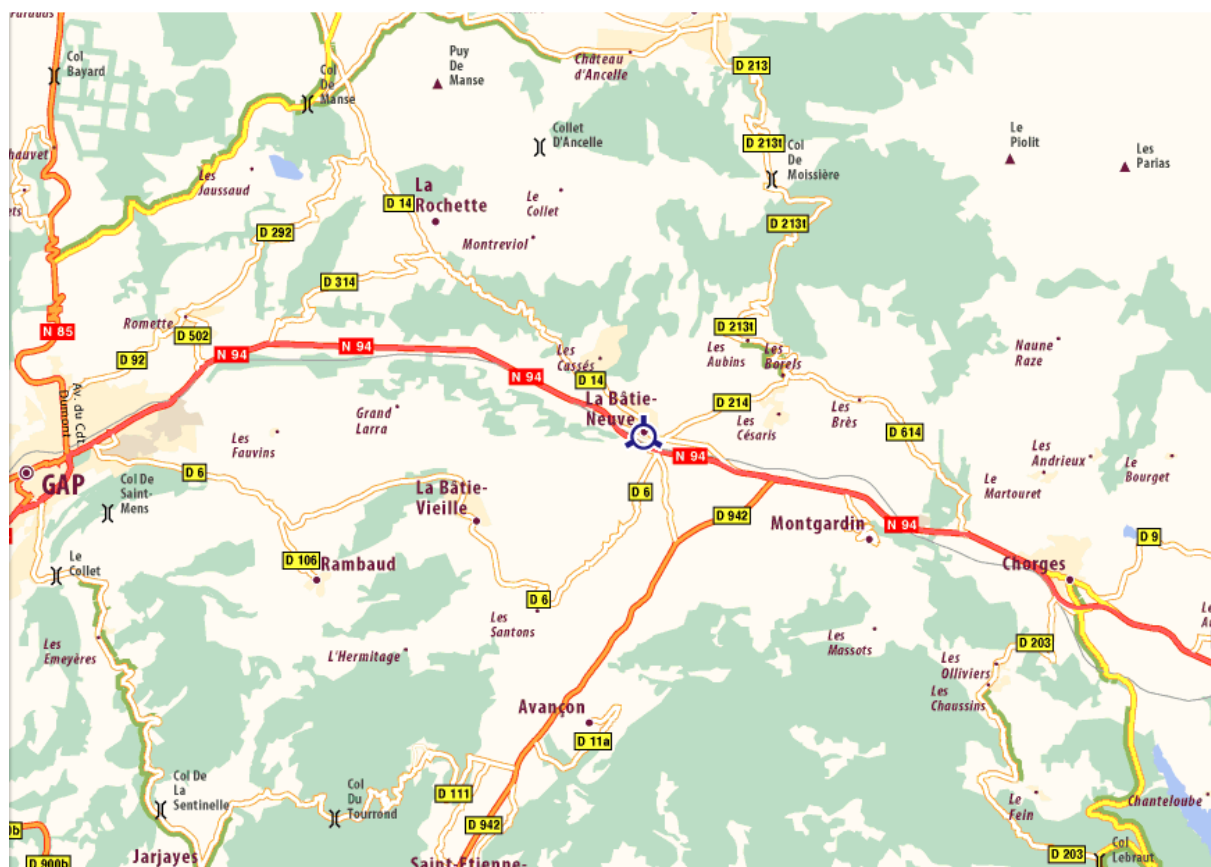 Col
Bayard
Col
De
Manse
Puy
De
Manse
Château
d'Ancelle
D 213
Collet
D'Ancelle
D 213t
Col
De
Moissière
Le
Piolit
Les
Parias
Les
Jaussaud
La
Rochette
D 14
Le
Collet
Montreviol
D 292
D 213t
D 314
N 85
Romette
D 502
D 92
N 94
N 94
N 94
D 213t
Les
Aubins
Les
Borels
Naune
Raze
Les
Cassés
D 14
La Bâtie-
Neuve
D 214
Av. du Cdt.
Dumont
Grand
Larra
Les
Fauvins
Les
Césaris
Les
Brès
D 614
Les
Andrieux
Le
Bourget
Le
Martouret
GAP
Col De
Saint-
Mens
D 6
La Bâtie-
Vieille
N 94
D 6
D 942
Montgardin
N 94
D 9
Le
Collet
D 106
Rambaud
Chorges
D 6
Les
Santons
Les
Emeyères
L'Hermitage
Les
Massots
D 203
Les
Olliviers
Les
Chaussins
Avançon
D 11a
Col De
La
Sentinelle
Col
Du
Tourrond
D 111
D 942
Le
Fein
Chanteloube
Jarjayes
D 900b
Saint-Etienne-
D 203
Col
Lebraut